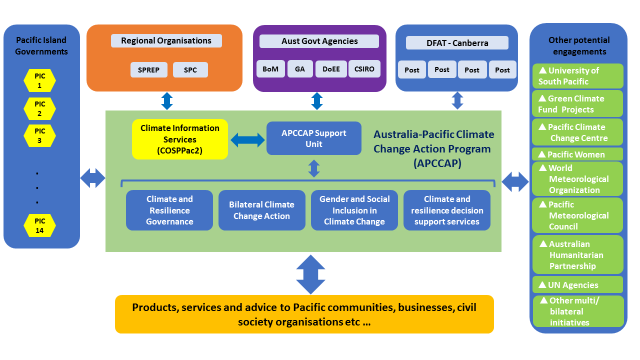 Pacific Island
Governments
PIC
1
PIC
2
PIC
3
.
.
.
PIC
14
Regional Organisations
SPREP
SPC
Aust Govt Agencies
BoM
GA
DoEE
CSIRO
DFAT - Canberra
Post
Post
Post
Post
Climate Information
Services
(COSPPac2)
APCCAP Support
Unit
Australia-Pacific Climate
Change Action Program
(APCCAP)
Climate and
Resilience
Governance
Bilateral Climate
Change Action
Gender and Social
Inclusion in
Climate Change
Climate and
resilience decision
support services
Products, services and advice to Pacific communities, businesses, civil
society organisations etc ...
Other potential
engagements
University of
South Pacific
Green Climate
Fund Projects
Pacific Climate
Change Centre
Pacific Women
World
Meteorological
Organization
Pacific
Meteorological
Council
Australian
Humanitarian
Partnership
UN Agencies
Other multi/
bilateral
initiatives